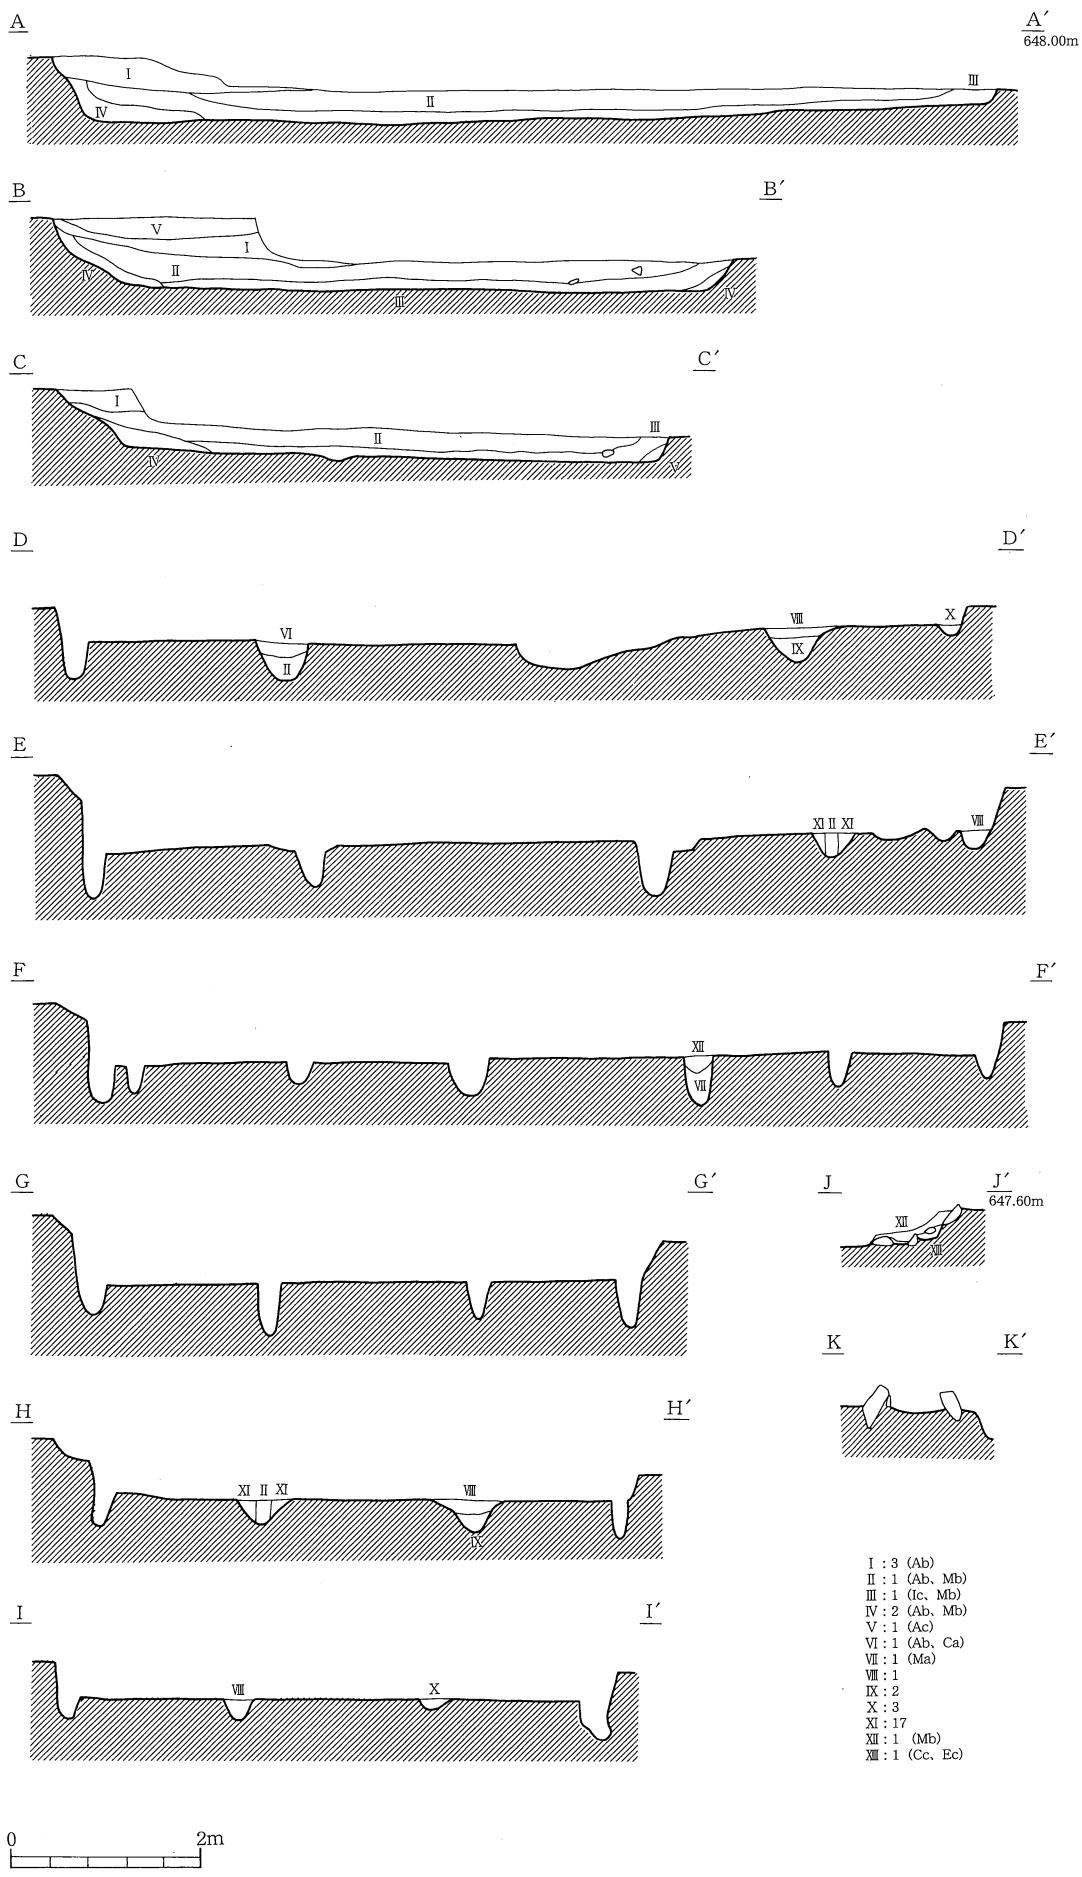 A A′
648.00m
Ⅰ Ⅲ
Ⅱ
Ⅳ
B B′
Ⅴ
Ⅰ
Ⅱ
Ⅳ Ⅳ
Ⅲ
C C′
Ⅰ
Ⅱ Ⅲ
Ⅳ Ⅴ
D D′
Ⅵ Ⅷ Ⅹ
Ⅱ Ⅸ
E E′
Ⅺ Ⅱ Ⅺ Ⅷ
F F′
Ⅻ
Ⅶ
G G′
J J′
647.60m
Ⅻ
XIII
K K′
H H′
Ⅺ Ⅱ Ⅺ Ⅷ
Ⅸ
I I′
Ⅷ Ⅹ
Ⅰ : 3 (Ab)
Ⅱ : 1 (Ab、Mb)
Ⅲ : 1 (Ic、Mb)
Ⅳ : 2 (Ab、Mb)
Ⅴ : 1 (Ac)
Ⅵ : 1 (Ab、Ca)
Ⅶ : 1 (Ma)
Ⅷ : 1
Ⅸ : 2
Ⅹ : 3
Ⅺ : 17
Ⅻ : 1 (Mb)
XIII : 1 (Cc、Ec)
0 2m